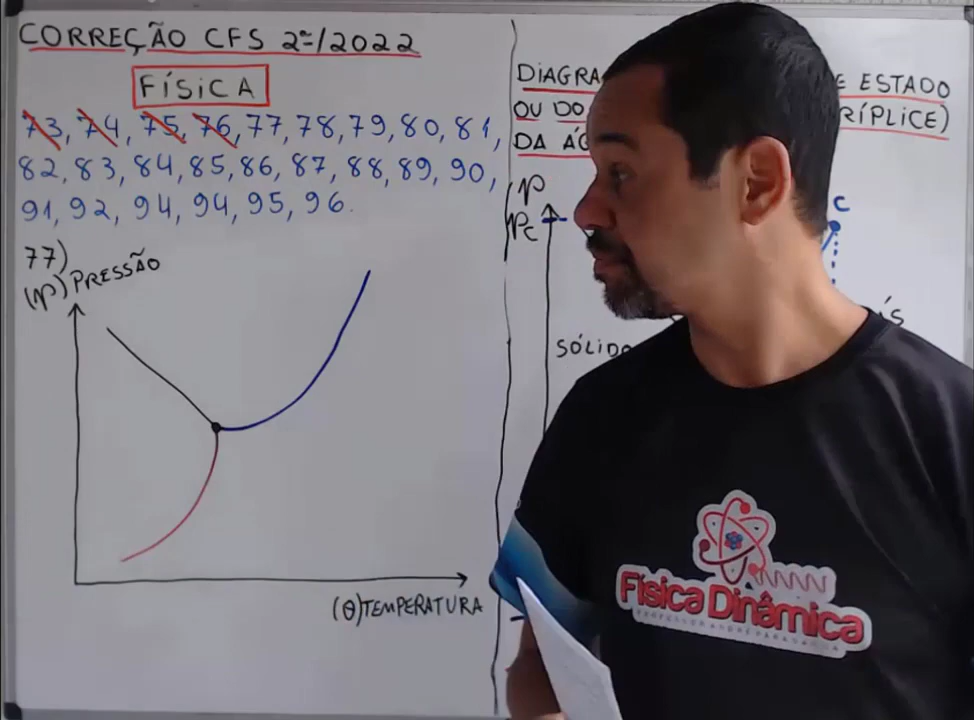 CORREÇÃO CFS 2º/2022
FÍSICA
73, 74, 75, 76, 77, 78, 79, 80, 81,
82, 83, 84, 85, 86, 87, 88, 89, 90,
91, 92, 94, 94, 95, 96.
77)
(p) PRESSÃO
(θ) TEMPERATURA
DIAGRA E ESTADO
OU DO RÍPLICE)
DA ÁG
p
Pc
C
SÓLIDO
ÁS
Física Dinâmica